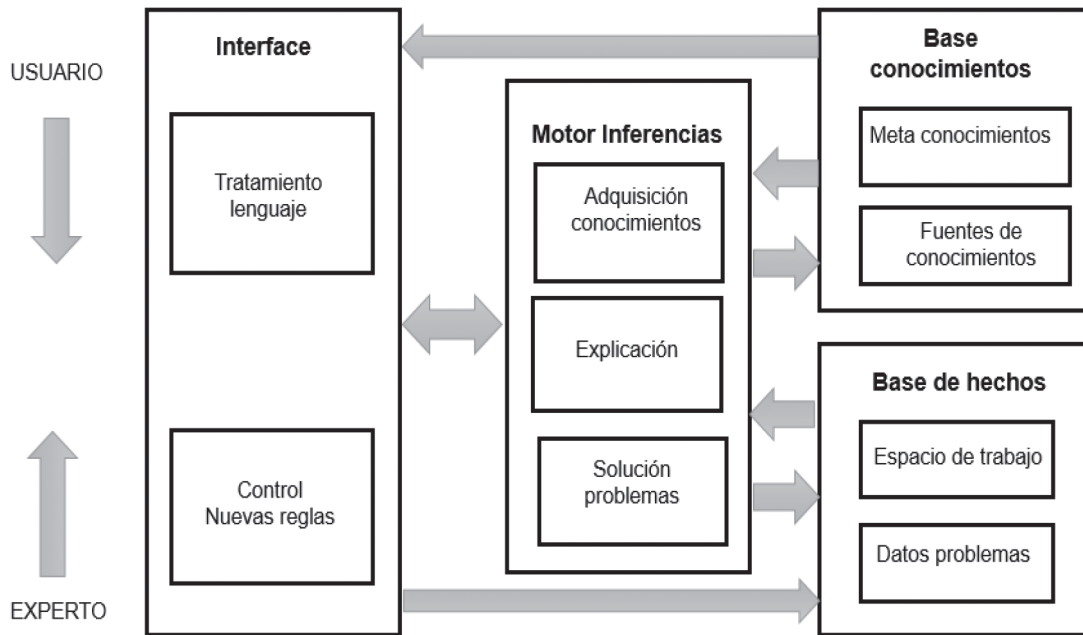 USUARIO
Interface
Tratamiento
lenguaje
Control
Nuevas reglas
EXPERTO
Motor Inferencias
Adquisición
conocimientos
Explicación
Solución
problemas
Base
conocimientos
Meta conocimientos
Fuentes de
conocimientos
Base de hechos
Espacio de trabajo
Datos problemas